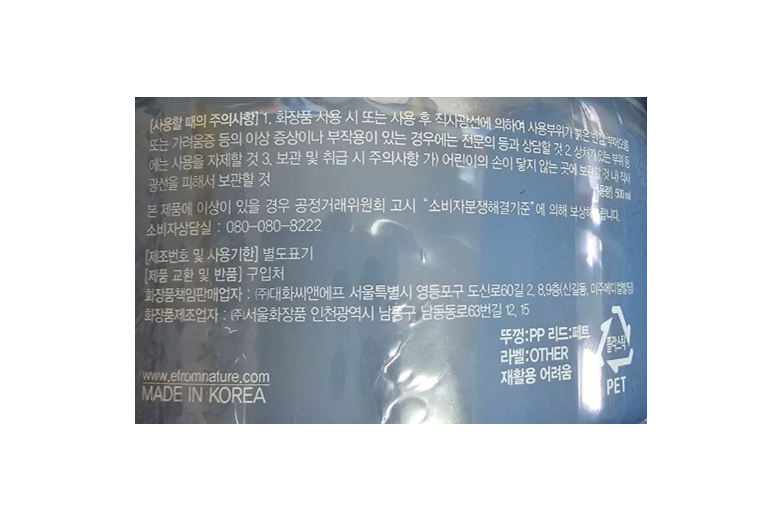 [사용할 때의 주의사항] 1. 화장품 사용 시 또는 사용 후 직사광선에 의하여 사용부위가 붉은 반점, 부어오름
또는 가려움증 등의 이상 증상이나 부작용이 있는 경우에는 전문의 등과 상담할 것 2. 상처가 있는 부위 등
에는 사용을 자제할 것 3. 보관 및 취급 시 주의사항 가) 어린이의 손이 닿지 않는 곳에 보관할 것 나) 직사
광선을 피해서 보관할 것
[용량] 500 ml
본 제품에 이상이 있을 경우 공정거래위원회 고시 "소비자분쟁해결기준"에 의해 보상해드립니다.
소비자상담실 : 080-080-8222
[제조번호 및 사용기한] 별도표기
[제품 교환 및 반품] 구입처
화장품책임판매업자 : ㈜대화씨앤에프 서울특별시 영등포구 도신로60길 2, 8,9층(신길동, 미주메디컬빌딩)
화장품제조업자 : ㈜서울화장품 인천광역시 남동구 남동동로63번길 12, 15
뚜껑:PP 리드:페트
라벨:OTHER
재활용 어려움
플라스틱
PET
www.efromnature.com
MADE IN KOREA